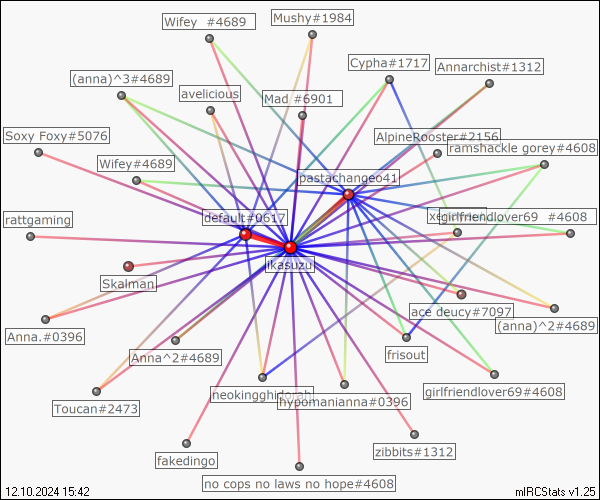 Wifey  #4689
Mushy#1984
Cypha#1717
Annarchist#1312
(anna)^3#4689
avelicious
Mad #6901
Soxy Foxy#5076
AlpineRooster#2156
ramshackle gorey#4608
Wifey#4689
pastachange041
rattgaming
default#0617
girlfriendlover69  #4608
ikasuzu
Skalman
ace deucy#7097
(anna)^2#4689
Anna.#0396
Anna^2#4689
frisout
Toucan#2473
neokingghidorah
hypomanianna#0396
girlfriendlover69#4608
fakedingo
zibbits#1312
no cops no laws no hope#4608
12.10.2024 15:42
mIRCStats v1.25